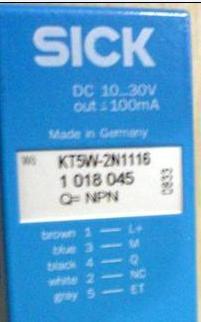 SICK
DC 10...30V
out ≤ 100mA
Made in Germany
KT5W-2N1116
1 018 045
Q= NPN
0833
brown 1 — L+
blue 3 — M
black 4 — Q
white 2 — NC
gray 5 — ET